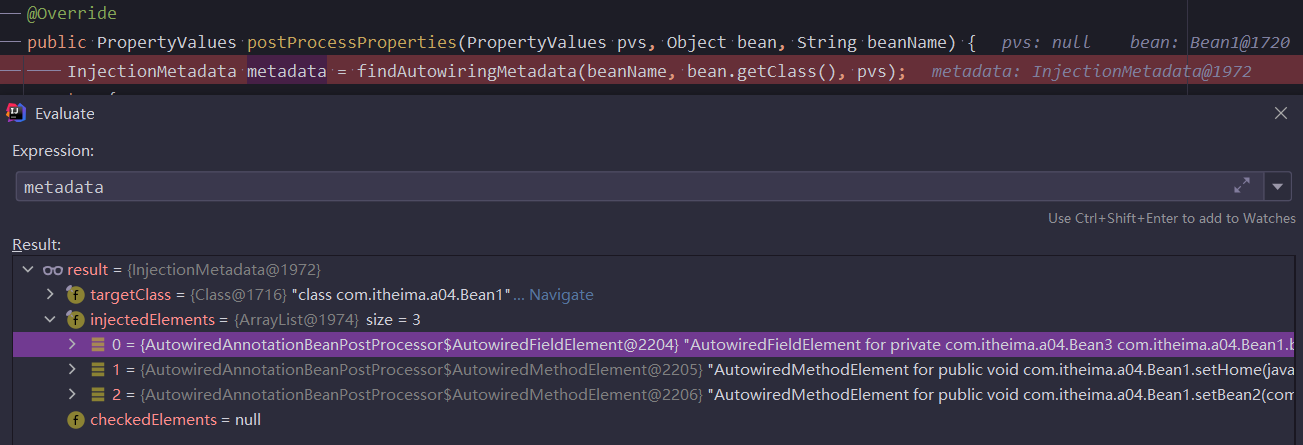 @Override
public PropertyValues postProcessProperties(PropertyValues pvs, Object bean, String beanName) { pvs: null bean: Bean1@1720
InjectionMetadata metadata = findAutowiringMetadata(beanName, bean.getClass(), pvs); metadata: InjectionMetadata@1972
Evaluate
Expression:
metadata
Use Ctrl+Shift+Enter to add to Watches
Result:
result = {InjectionMetadata@1972}
targetClass = {Class@1716} "class com.itheima.a04.Bean1"... Navigate
injectedElements = {ArrayList@1974} size = 3
0 = {AutowiredAnnotationBeanPostProcessor$AutowiredFieldElement@2204} "AutowiredFieldElement for private com.itheima.a04.Bean3 com.itheima.a04.Bean1.b
1 = {AutowiredAnnotationBeanPostProcessor$AutowiredMethodElement@2205} "AutowiredMethodElement for public void com.itheima.a04.Bean1.setHome(java
2 = {AutowiredAnnotationBeanPostProcessor$AutowiredMethodElement@2206} "AutowiredMethodElement for public void com.itheima.a04.Bean1.setBean2(com
checkedElements = null